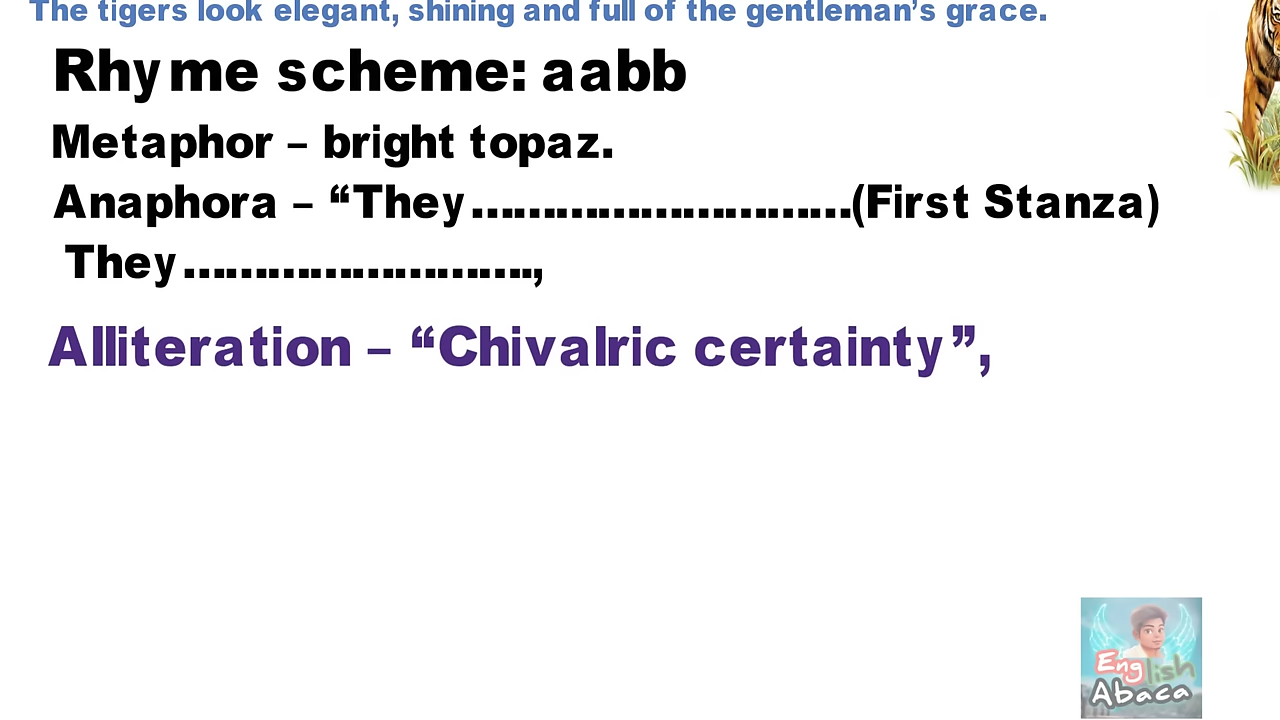 The tigers look elegant, shining and full of the gentleman’s grace.
Rhyme scheme: aabb
Metaphor – bright topaz.
Anaphora – “They………………………(First Stanza)
They…………………….,
Alliteration – “Chivalric certainty”,
English
Abaca